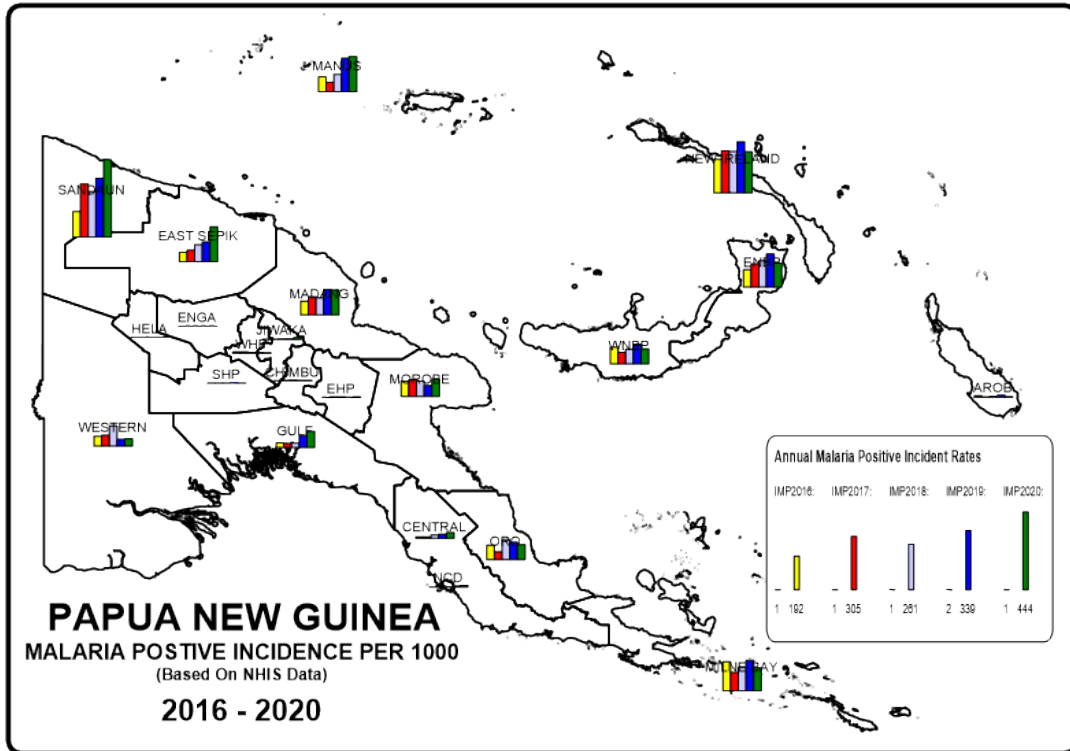 MANUS
NEW IRELAND
SANDAUN
EAST SEPIK
ENBP
MADANG
ENGA
HELA
JIWAKA
WHP
WNBP
SHP
CHIMBU
EHP
MOROBE
AROB
WESTERN
GULF
CENTRAL
ORO
NCD
MILNE BAY
Annual Malaria Positive Incident Rates
IMP2016: IMP2017: IMP2018: IMP2019: IMP2020:
1 192 1 305 1 261 2 339 1 444
PAPUA NEW GUINEA
MALARIA POSTIVE INCIDENCE PER 1000
(Based On NHIS Data)
2016 - 2020